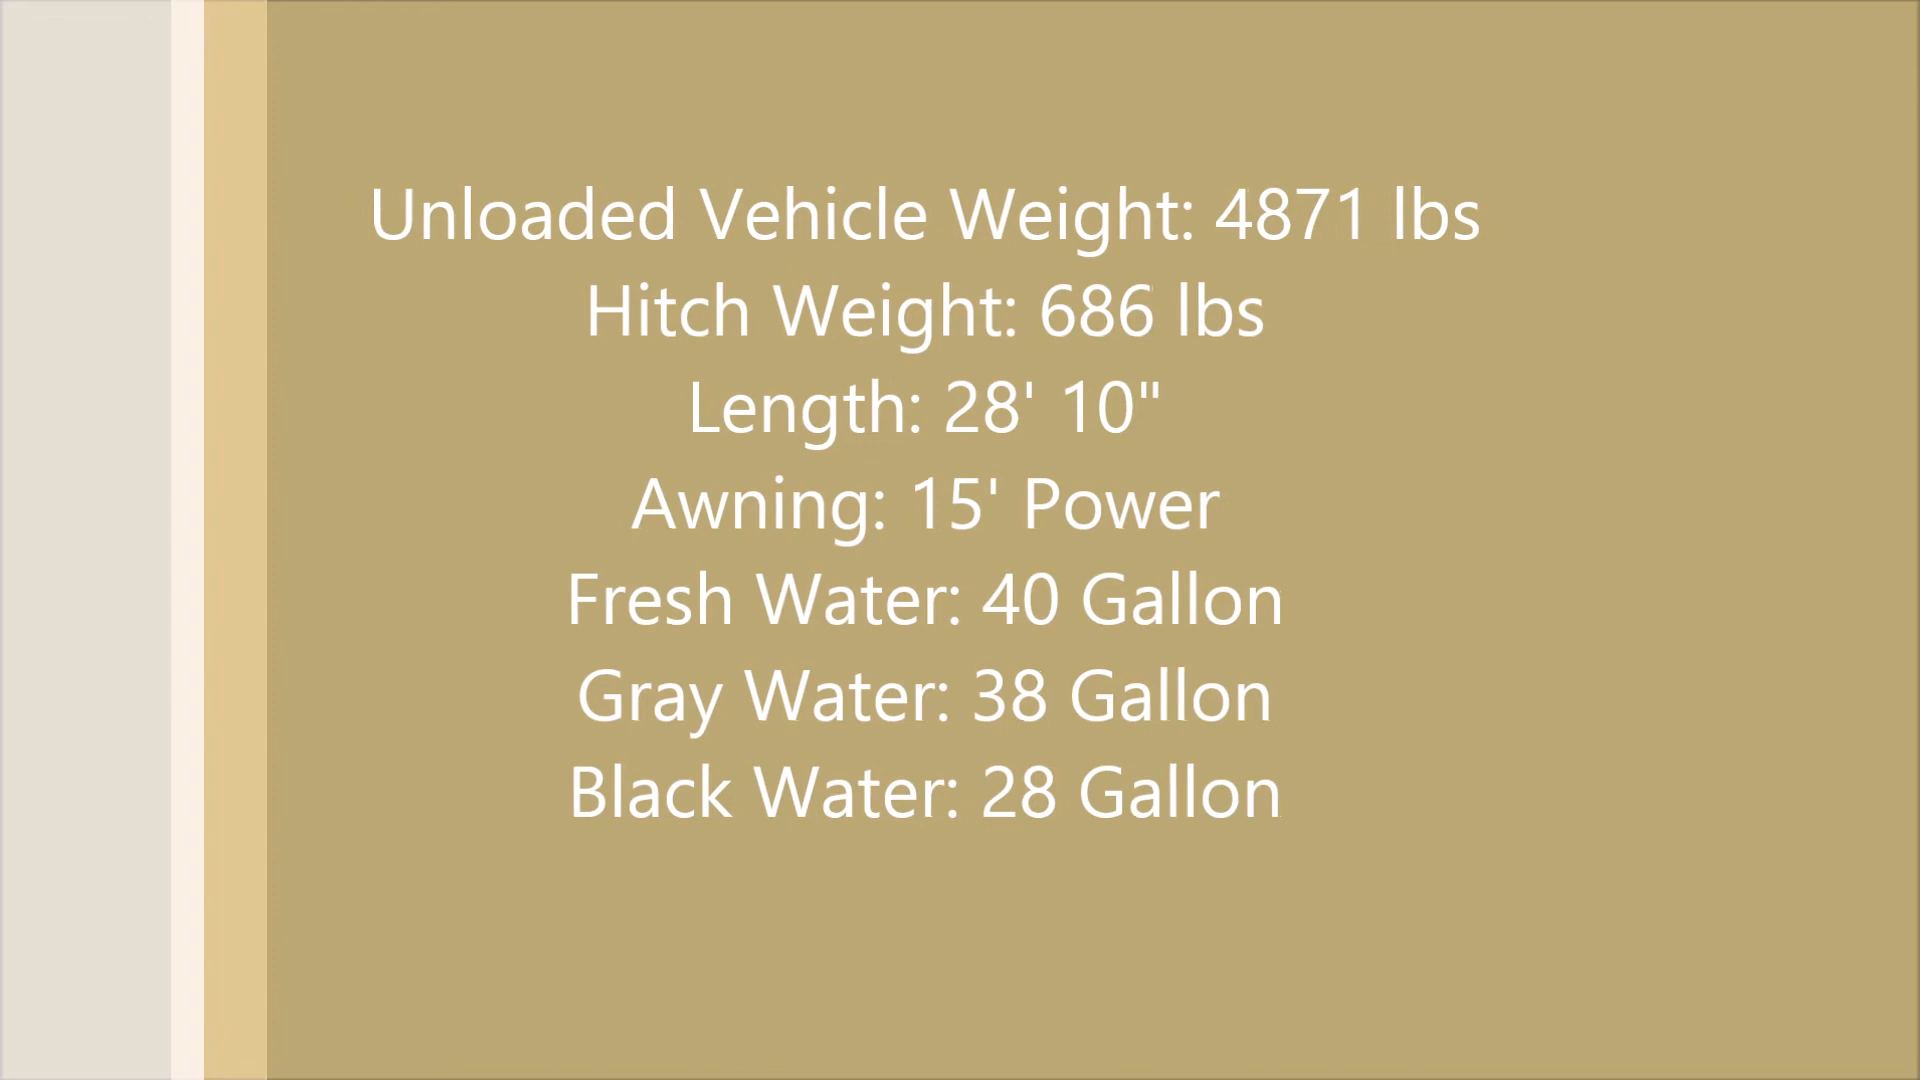 Unloaded Vehicle Weight: 4871 lbs
Hitch Weight: 686 lbs
Length: 28' 10"
Awning: 15' Power
Fresh Water: 40 Gallon
Gray Water: 38 Gallon
Black Water: 28 Gallon